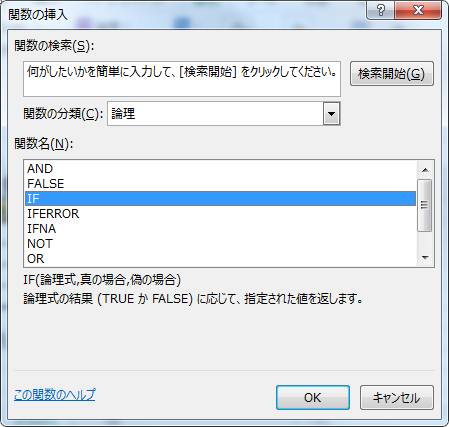 関数の挿入
関数の検索(S):
何がしたいかを簡単に入力して、[検索開始] をクリックしてください。
検索開始(G)
関数の分類(C): 論理
関数名(N):
AND
FALSE
IF
IFERROR
IFNA
NOT
OR
IF(論理式,真の場合,偽の場合)
論理式の結果 (TRUE か FALSE) に応じて、指定された値を返します。
この関数のヘルプ
OK
キャンセル